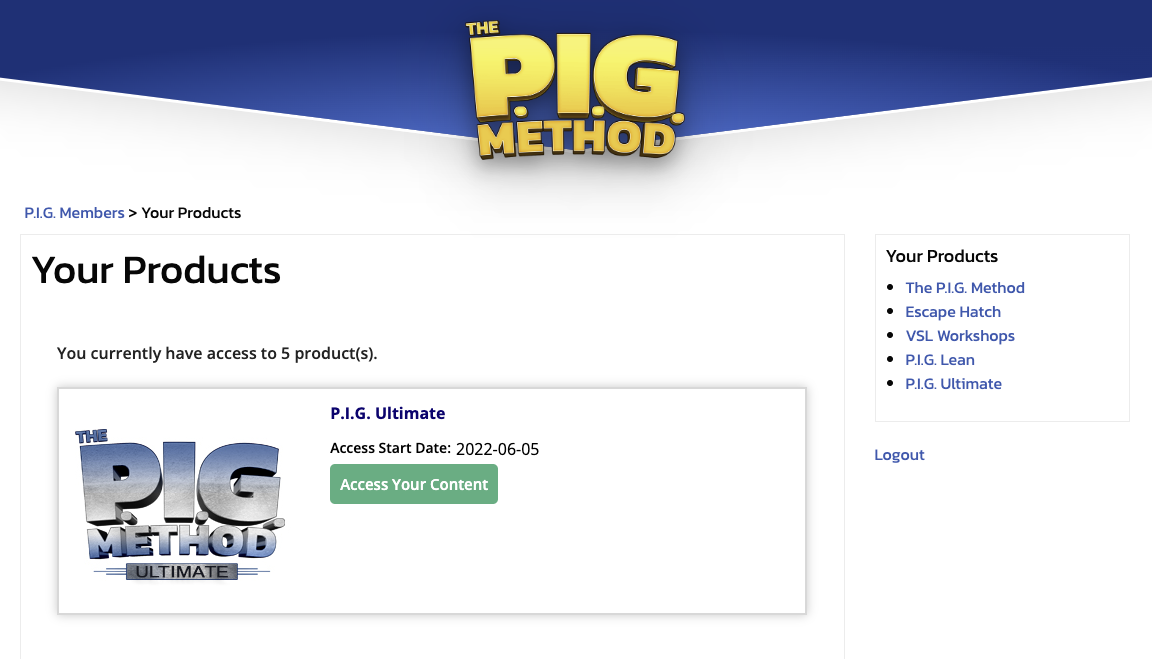 THE
P.I.G.
METHOD
P.I.G. Members > Your Products
Your Products
You currently have access to 5 product(s).
THE
P.I.G.
METHOD
ULTIMATE
P.I.G. Ultimate
Access Start Date: 2022-06-05
Access Your Content
Your Products
The P.I.G. Method
Escape Hatch
VSL Workshops
P.I.G. Lean
P.I.G. Ultimate
Logout